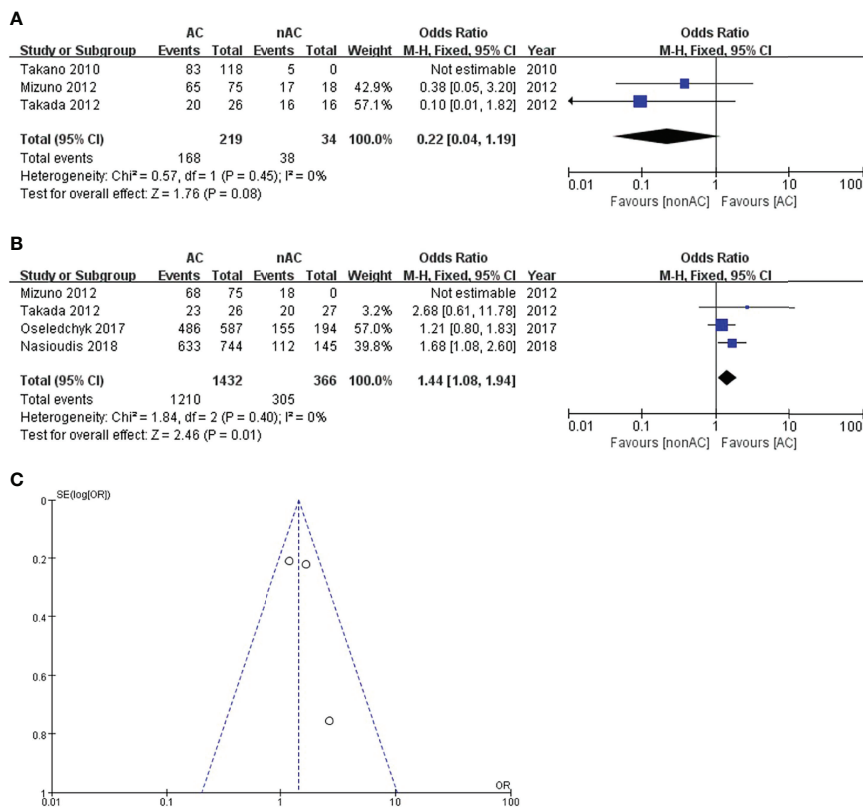 A
AC nAC Odds Ratio Odds Ratio
Study or Subgroup Events Total Events Total Weight M-H, Fixed, 95% CI Year M-H, Fixed, 95% CI
Takano 2010 83 118 5 0 Not estimable 2010
Mizuno 2012 65 75 17 18 42.9% 0.38 [0.05, 3.20] 2012
Takada 2012 20 26 16 16 57.1% 0.10 [0.01, 1.82] 2012
Total (95% CI) 219 34 100.0% 0.22 [0.04, 1.19]
Total events 168 38
Heterogeneity: Chi² = 0.57, df = 1 (P = 0.45); I² = 0%
Test for overall effect: Z = 1.76 (P = 0.08)
0.01 0.1 1 10 100
Favours [nonAC] Favours [AC]
B
AC nAC Odds Ratio Odds Ratio
Study or Subgroup Events Total Events Total Weight M-H, Fixed, 95% CI Year M-H, Fixed, 95% CI
Mizuno 2012 68 75 18 0 Not estimable 2012
Takada 2012 23 26 20 27 3.2% 2.68 [0.61, 11.78] 2012
Oseledchyk 2017 486 587 155 194 57.0% 1.21 [0.80, 1.83] 2017
Nasioudis 2018 633 744 112 145 39.8% 1.68 [1.08, 2.60] 2018
Total (95% CI) 1432 366 100.0% 1.44 [1.08, 1.94]
Total events 1210 305
Heterogeneity: Chi² = 1.84, df = 2 (P = 0.40); I² = 0%
Test for overall effect: Z = 2.46 (P = 0.01)
0.01 0.1 1 10 100
Favours [nonAC] Favours [AC]
C
SE(log[OR])
0
0.2
0.4
0.6
0.8
1
OR
0.01 0.1 1 10 100